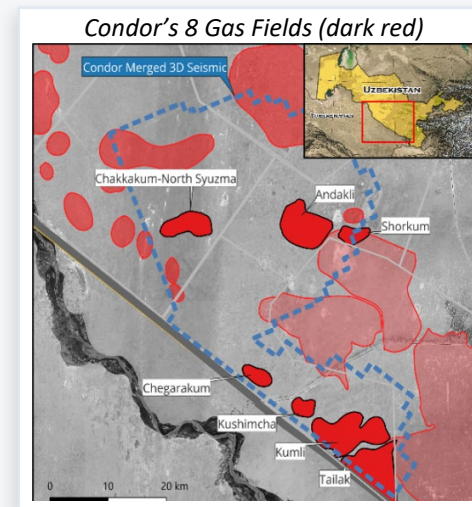 Condor's 8 Gas Fields (dark red)
Condor Merged 3D Seismic
UZBEKISTAN
Chakkakum-North Syuzma
Andakli
Shorkum
Chegarakum
Kushimcha
Kumli
Tailak
0 10 20 km